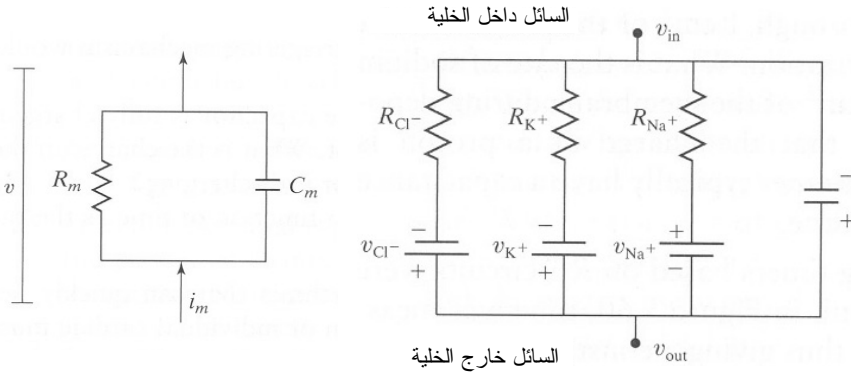 السائل داخل الخلية
v_in
R_Cl⁻ R_K⁺ R_Na⁺
R_m C_m
v
v_Cl⁻ v_K⁺ v_Na⁺
− − + −
+ + − +
i_m
v_out
السائل خارج الخلية